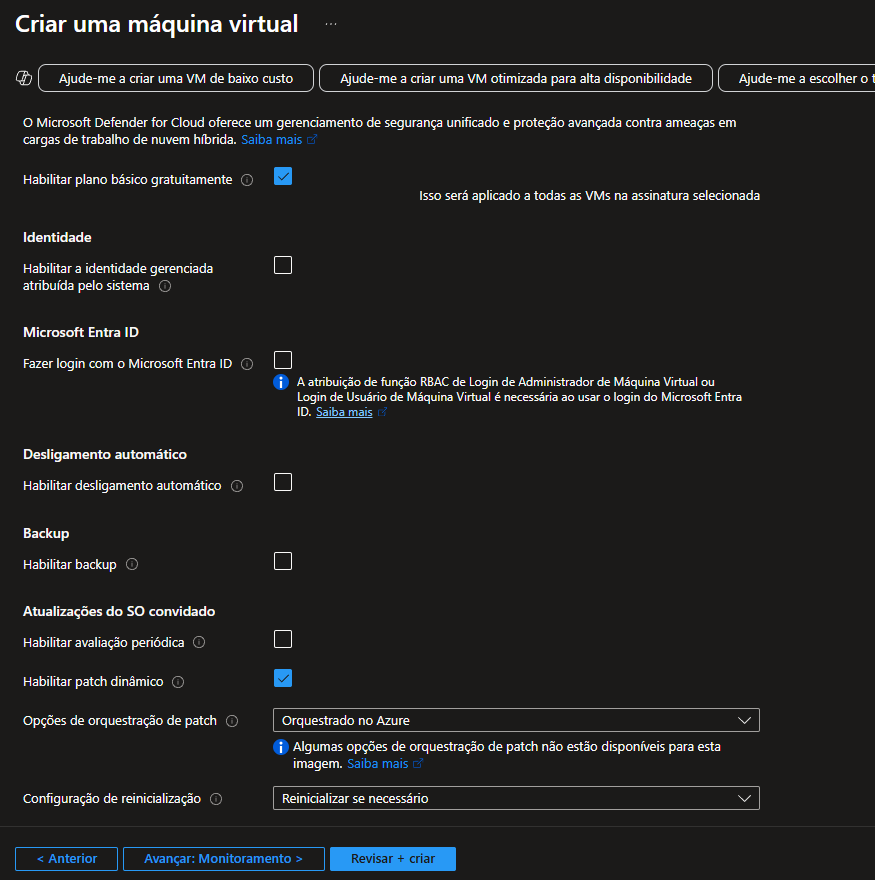 Criar uma máquina virtual ...
Ajude-me a criar uma VM de baixo custo
Ajude-me a criar uma VM otimizada para alta disponibilidade
Ajude-me a escolher o
O Microsoft Defender for Cloud oferece um gerenciamento de segurança unificado e proteção avançada contra ameaças em
cargas de trabalho de nuvem híbrida. Saiba mais
Habilitar plano básico gratuitamente
Isso será aplicado a todas as VMs na assinatura selecionada
Identidade
Habilitar a identidade gerenciada
atribuída pelo sistema
Microsoft Entra ID
Fazer login com o Microsoft Entra ID
A atribuição de função RBAC de Login de Administrador de Máquina Virtual ou
Login de Usuário de Máquina Virtual é necessária ao usar o login do Microsoft Entra
ID. Saiba mais
Desligamento automático
Habilitar desligamento automático
Backup
Habilitar backup
Atualizações do SO convidado
Habilitar avaliação periódica
Habilitar patch dinâmico
Opções de orquestração de patch
Orquestrado no Azure
Algumas opções de orquestração de patch não estão disponíveis para esta
imagem. Saiba mais
Configuração de reinicialização
Reinicializar se necessário
< Anterior
Avançar: Monitoramento >
Revisar + criar